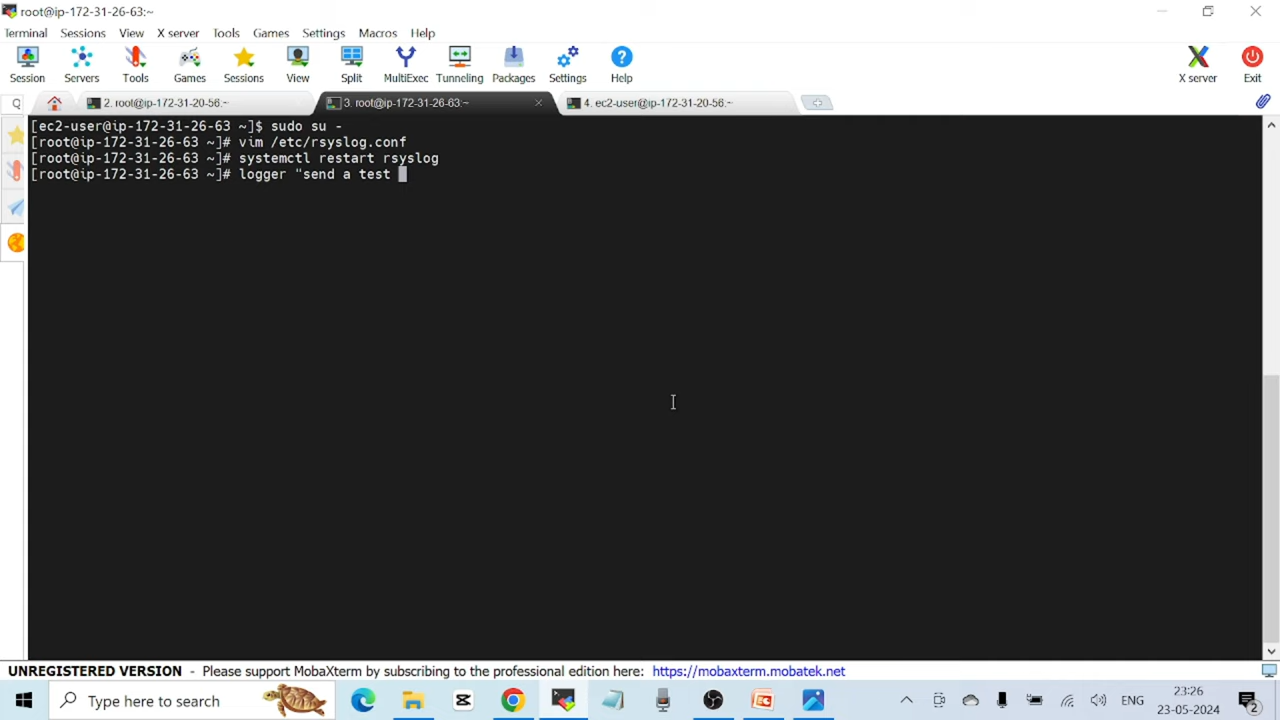 root@ip-172-31-26-63:~
Terminal Sessions View X server Tools Games Settings Macros Help
Session Servers Tools Games Sessions View Split MultiExec Tunneling Packages Settings Help X server Exit
2. root@ip-172-31-20-56:~ 3. root@ip-172-31-26-63:~ 4. ec2-user@ip-172-31-20-56:~
[ec2-user@ip-172-31-26-63 ~]$ sudo su -
[root@ip-172-31-26-63 ~]# vim /etc/rsyslog.conf
[root@ip-172-31-26-63 ~]# systemctl restart rsyslog
[root@ip-172-31-26-63 ~]# logger "send a test
UNREGISTERED VERSION - Please support MobaXterm by subscribing to the professional edition here: https://mobaxterm.mobatek.net
Type here to search
ENG
23:26
23-05-2024
2